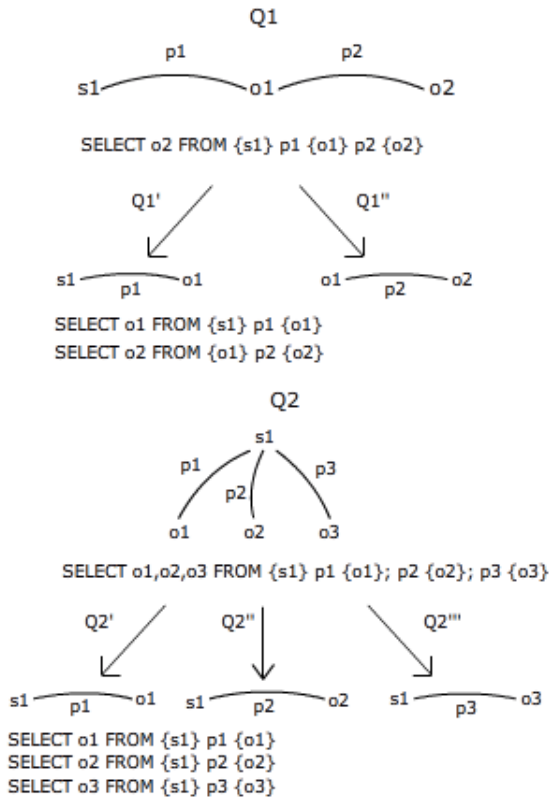 Q1
p1 p2
s1 o1 o2
SELECT o2 FROM {s1} p1 {o1} p2 {o2}
Q1' Q1''
s1 p1 o1 o1 p2 o2
SELECT o1 FROM {s1} p1 {o1}
SELECT o2 FROM {o1} p2 {o2}
Q2
s1
p1 p2 p3
o1 o2 o3
SELECT o1,o2,o3 FROM {s1} p1 {o1}; p2 {o2}; p3 {o3}
Q2' Q2'' Q2'''
s1 p1 o1 s1 p2 o2 s1 p3 o3
SELECT o1 FROM {s1} p1 {o1}
SELECT o2 FROM {s1} p2 {o2}
SELECT o3 FROM {s1} p3 {o3}